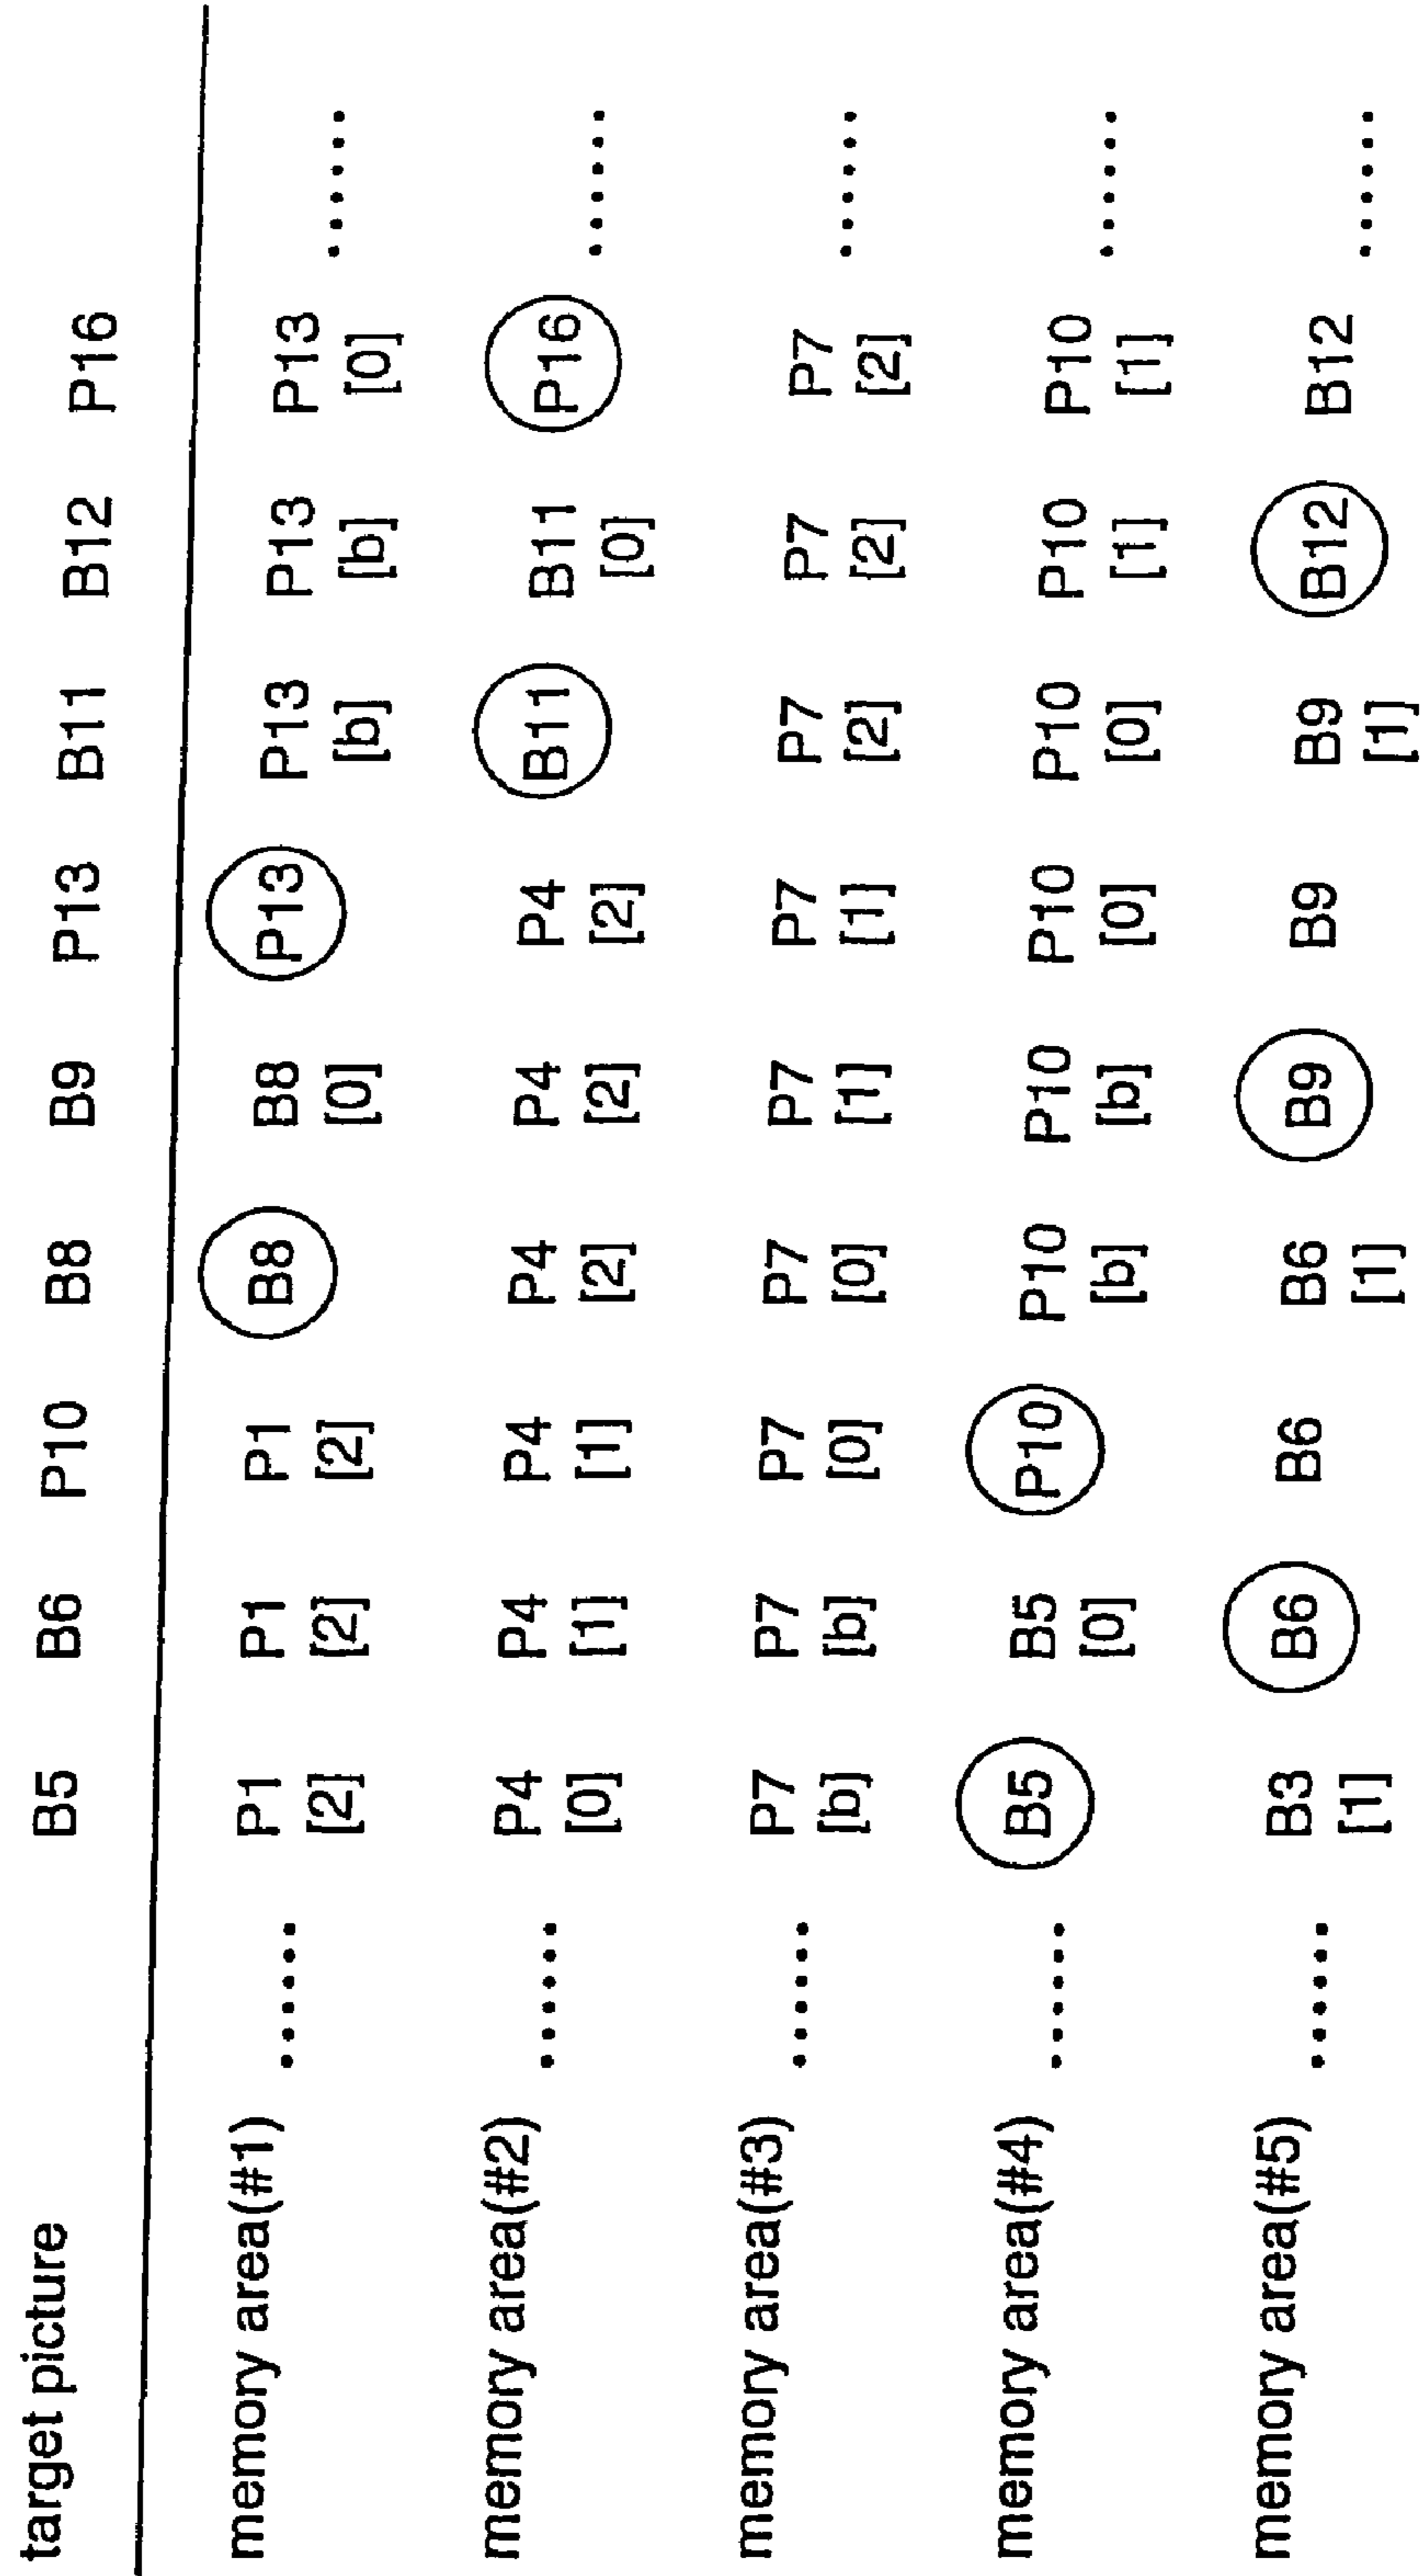 target picture B5 B6 P10 B8 B9 P13 B11 B12 P16
memory area(#1) ...... P1 P1 P1 B8 B8 P13 P13 P13 P13 ......
[2] [2] [2] [0] [b] [b] [0]
memory area(#2) ...... P4 P4 P4 P4 P4 P4 B11 B11 P16 ......
[0] [1] [1] [2] [2] [2] [0]
memory area(#3) ...... P7 P7 P7 P7 P7 P7 P7 P7 P7 ......
[b] [b] [0] [0] [1] [1] [2] [2] [2]
memory area(#4) ...... B5 B5 P10 P10 P10 P10 P10 P10 P10 ......
[0] [b] [b] [0] [0] [1] [1]
memory area(#5) ...... B3 B6 B6 B6 B9 B9 B9 B12 B12 ......
[1] [1] [1]